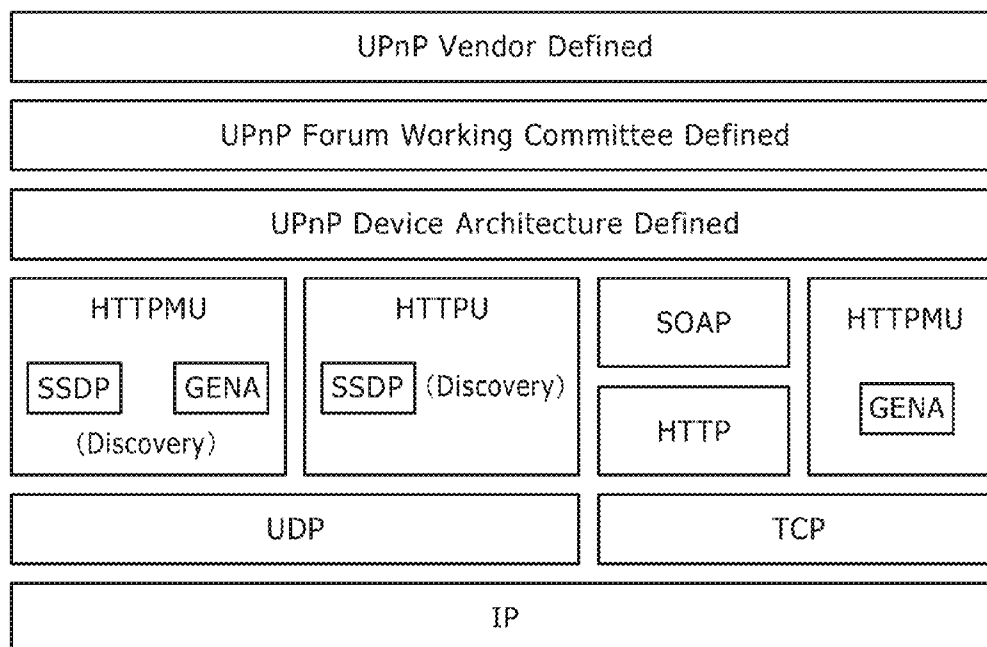 UPnP Vendor Defined
UPnP Forum Working Committee Defined
UPnP Device Architecture Defined
HTTPMU
SSDP
GENA
(Discovery)
HTTPU
SSDP (Discovery)
SOAP
HTTP
HTTPMU
GENA
UDP
TCP
IP